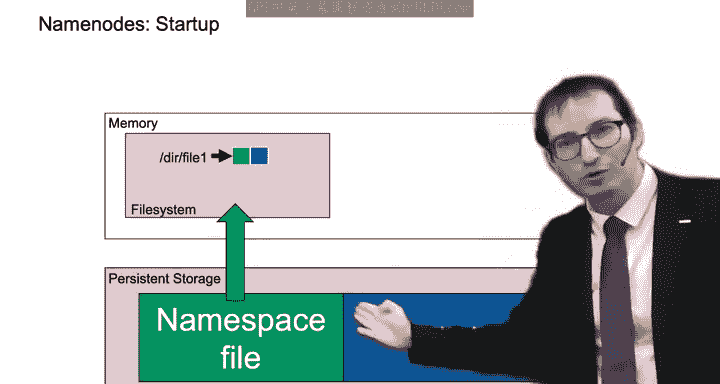 Namenodes: Startup
Memory
/dir/file1
Filesystem
Persistent Storage
Namespace
file